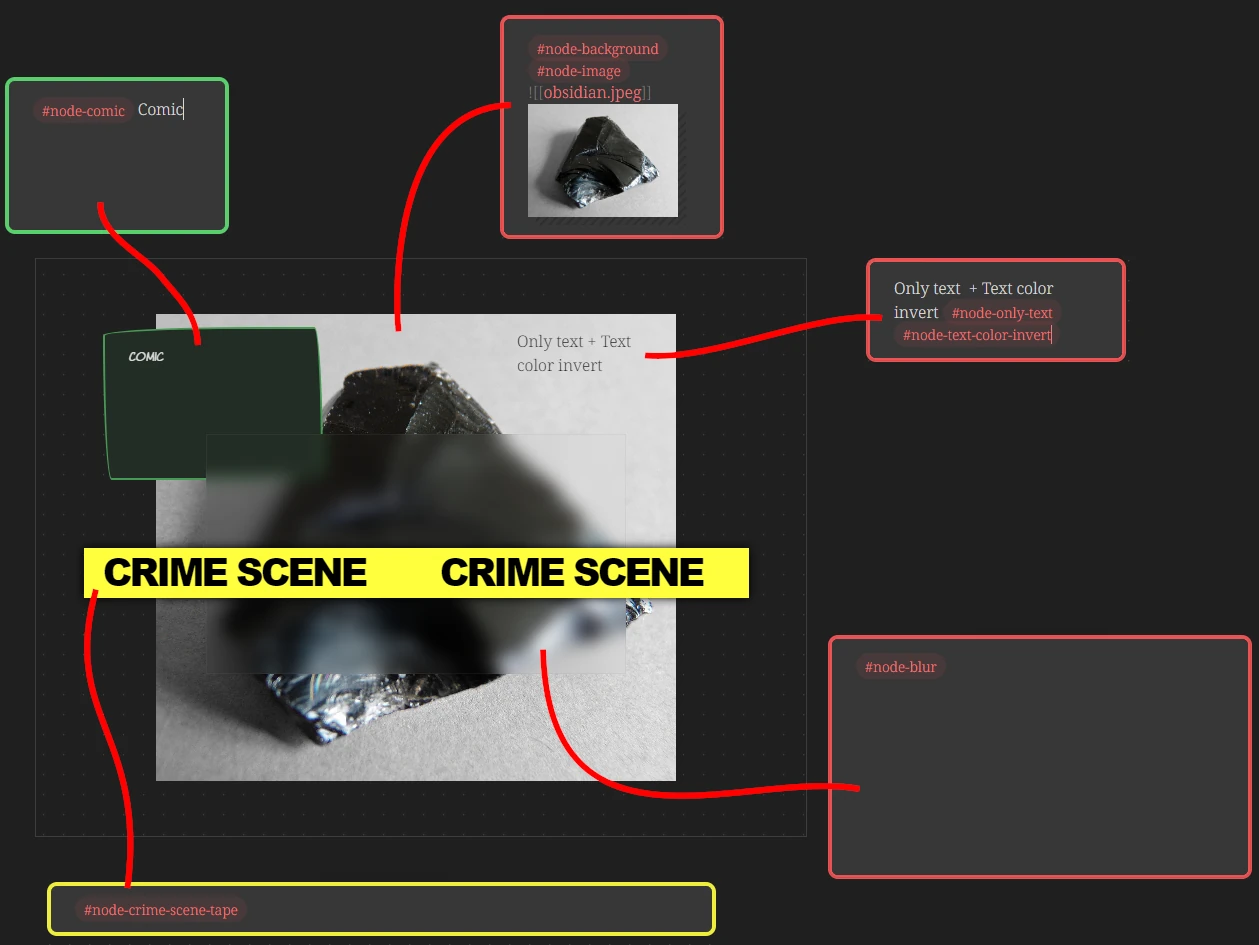 #node-background
#node-image
![[obsidian.jpeg]]
#node-comic Comic
Only text + Text color
invert #node-only-text
#node-text-color-invert
COMIC
Only text + Text
color invert
CRIME SCENE CRIME SCENE
#node-blur
#node-crime-scene-tape